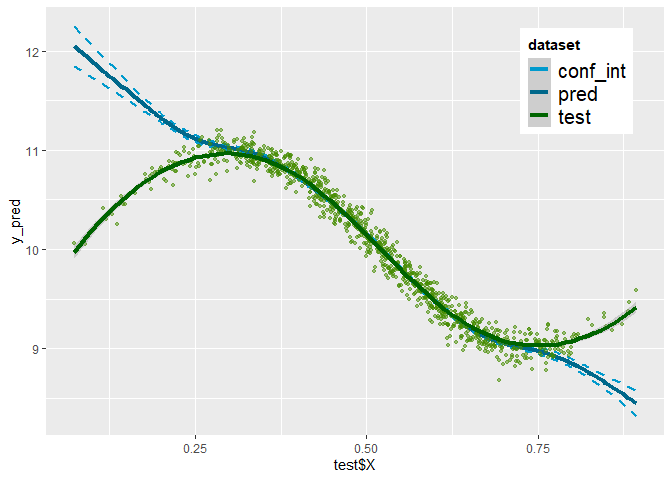 dataset
conf_int
pred
test
12
11
10
9
y_pred
0.25
0.50
0.75
test$X